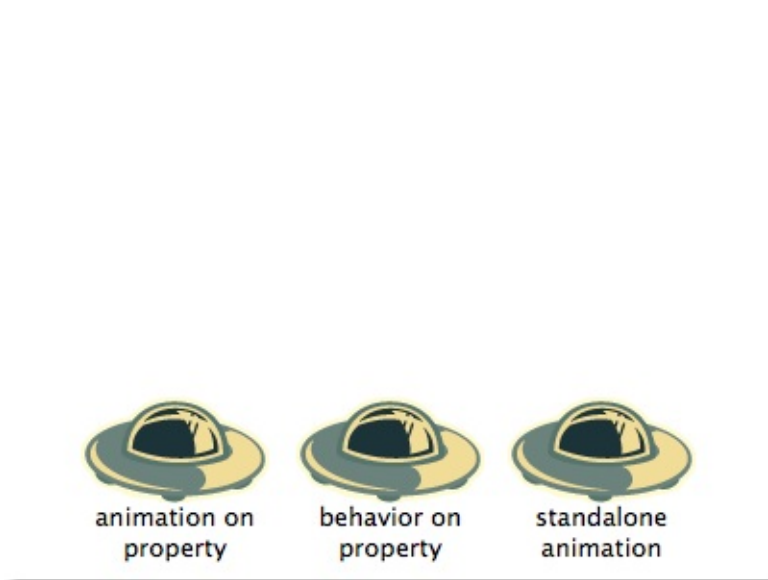 animation on
property
behavior on
property
standalone
animation